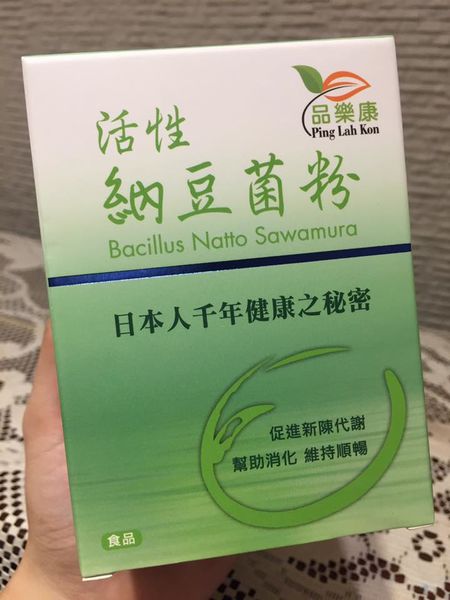 品樂康
Ping Lah Kon
活性
納豆菌粉
Bacillus Natto Sawamura
日本人千年健康之秘密
促進新陳代謝
幫助消化 維持順暢
食品